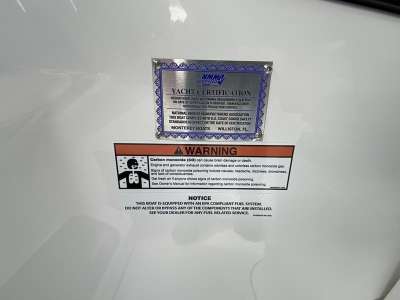 NMMA
YACHT CERTIFICATION
NATIONAL MARINE MANUFACTURERS ASSOCIATION
THIS BOAT COMPLIES WITH U.S. COAST GUARD SAFETY
STANDARDS IN EFFECT ON THE DATE OF CERTIFICATION
MONTEREY BOATS WILLISTON, FL.
WARNING
Carbon monoxide (CO) can cause brain damage or death.
Engine and generator exhaust contains odorless and colorless carbon monoxide gas.
Signs of carbon monoxide poisoning include nausea, headache, dizziness, drowsiness,
and lack of consciousness.
Get fresh air if anyone shows signs of carbon monoxide poisoning.
See Owner's Manual for information regarding carbon monoxide poisoning.
NOTICE
THIS BOAT IS EQUIPPED WITH AN EPA COMPLIANT FUEL SYSTEM.
DO NOT ALTER OR BYPASS ANY OF THE COMPONENTS THAT ARE INSTALLED.
SEE YOUR DEALER FOR ANY FUEL RELATED SERVICE.